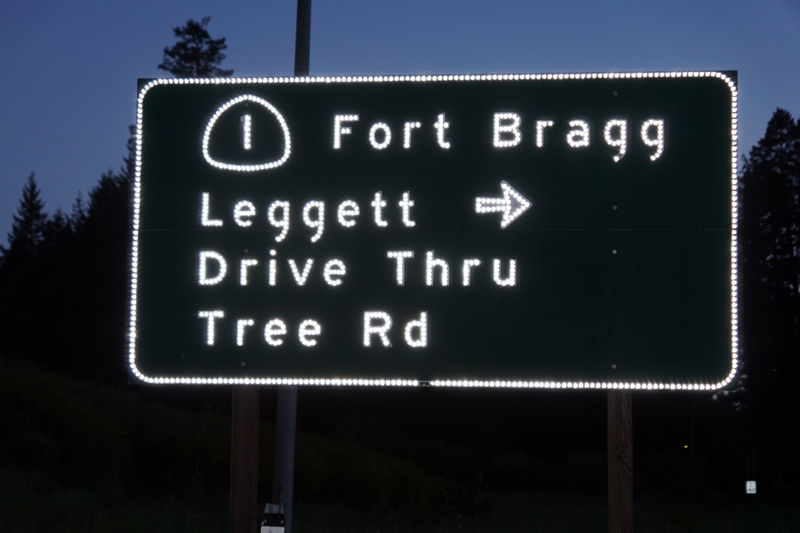 1 Fort Bragg
Leggett →
Drive Thru
Tree Rd